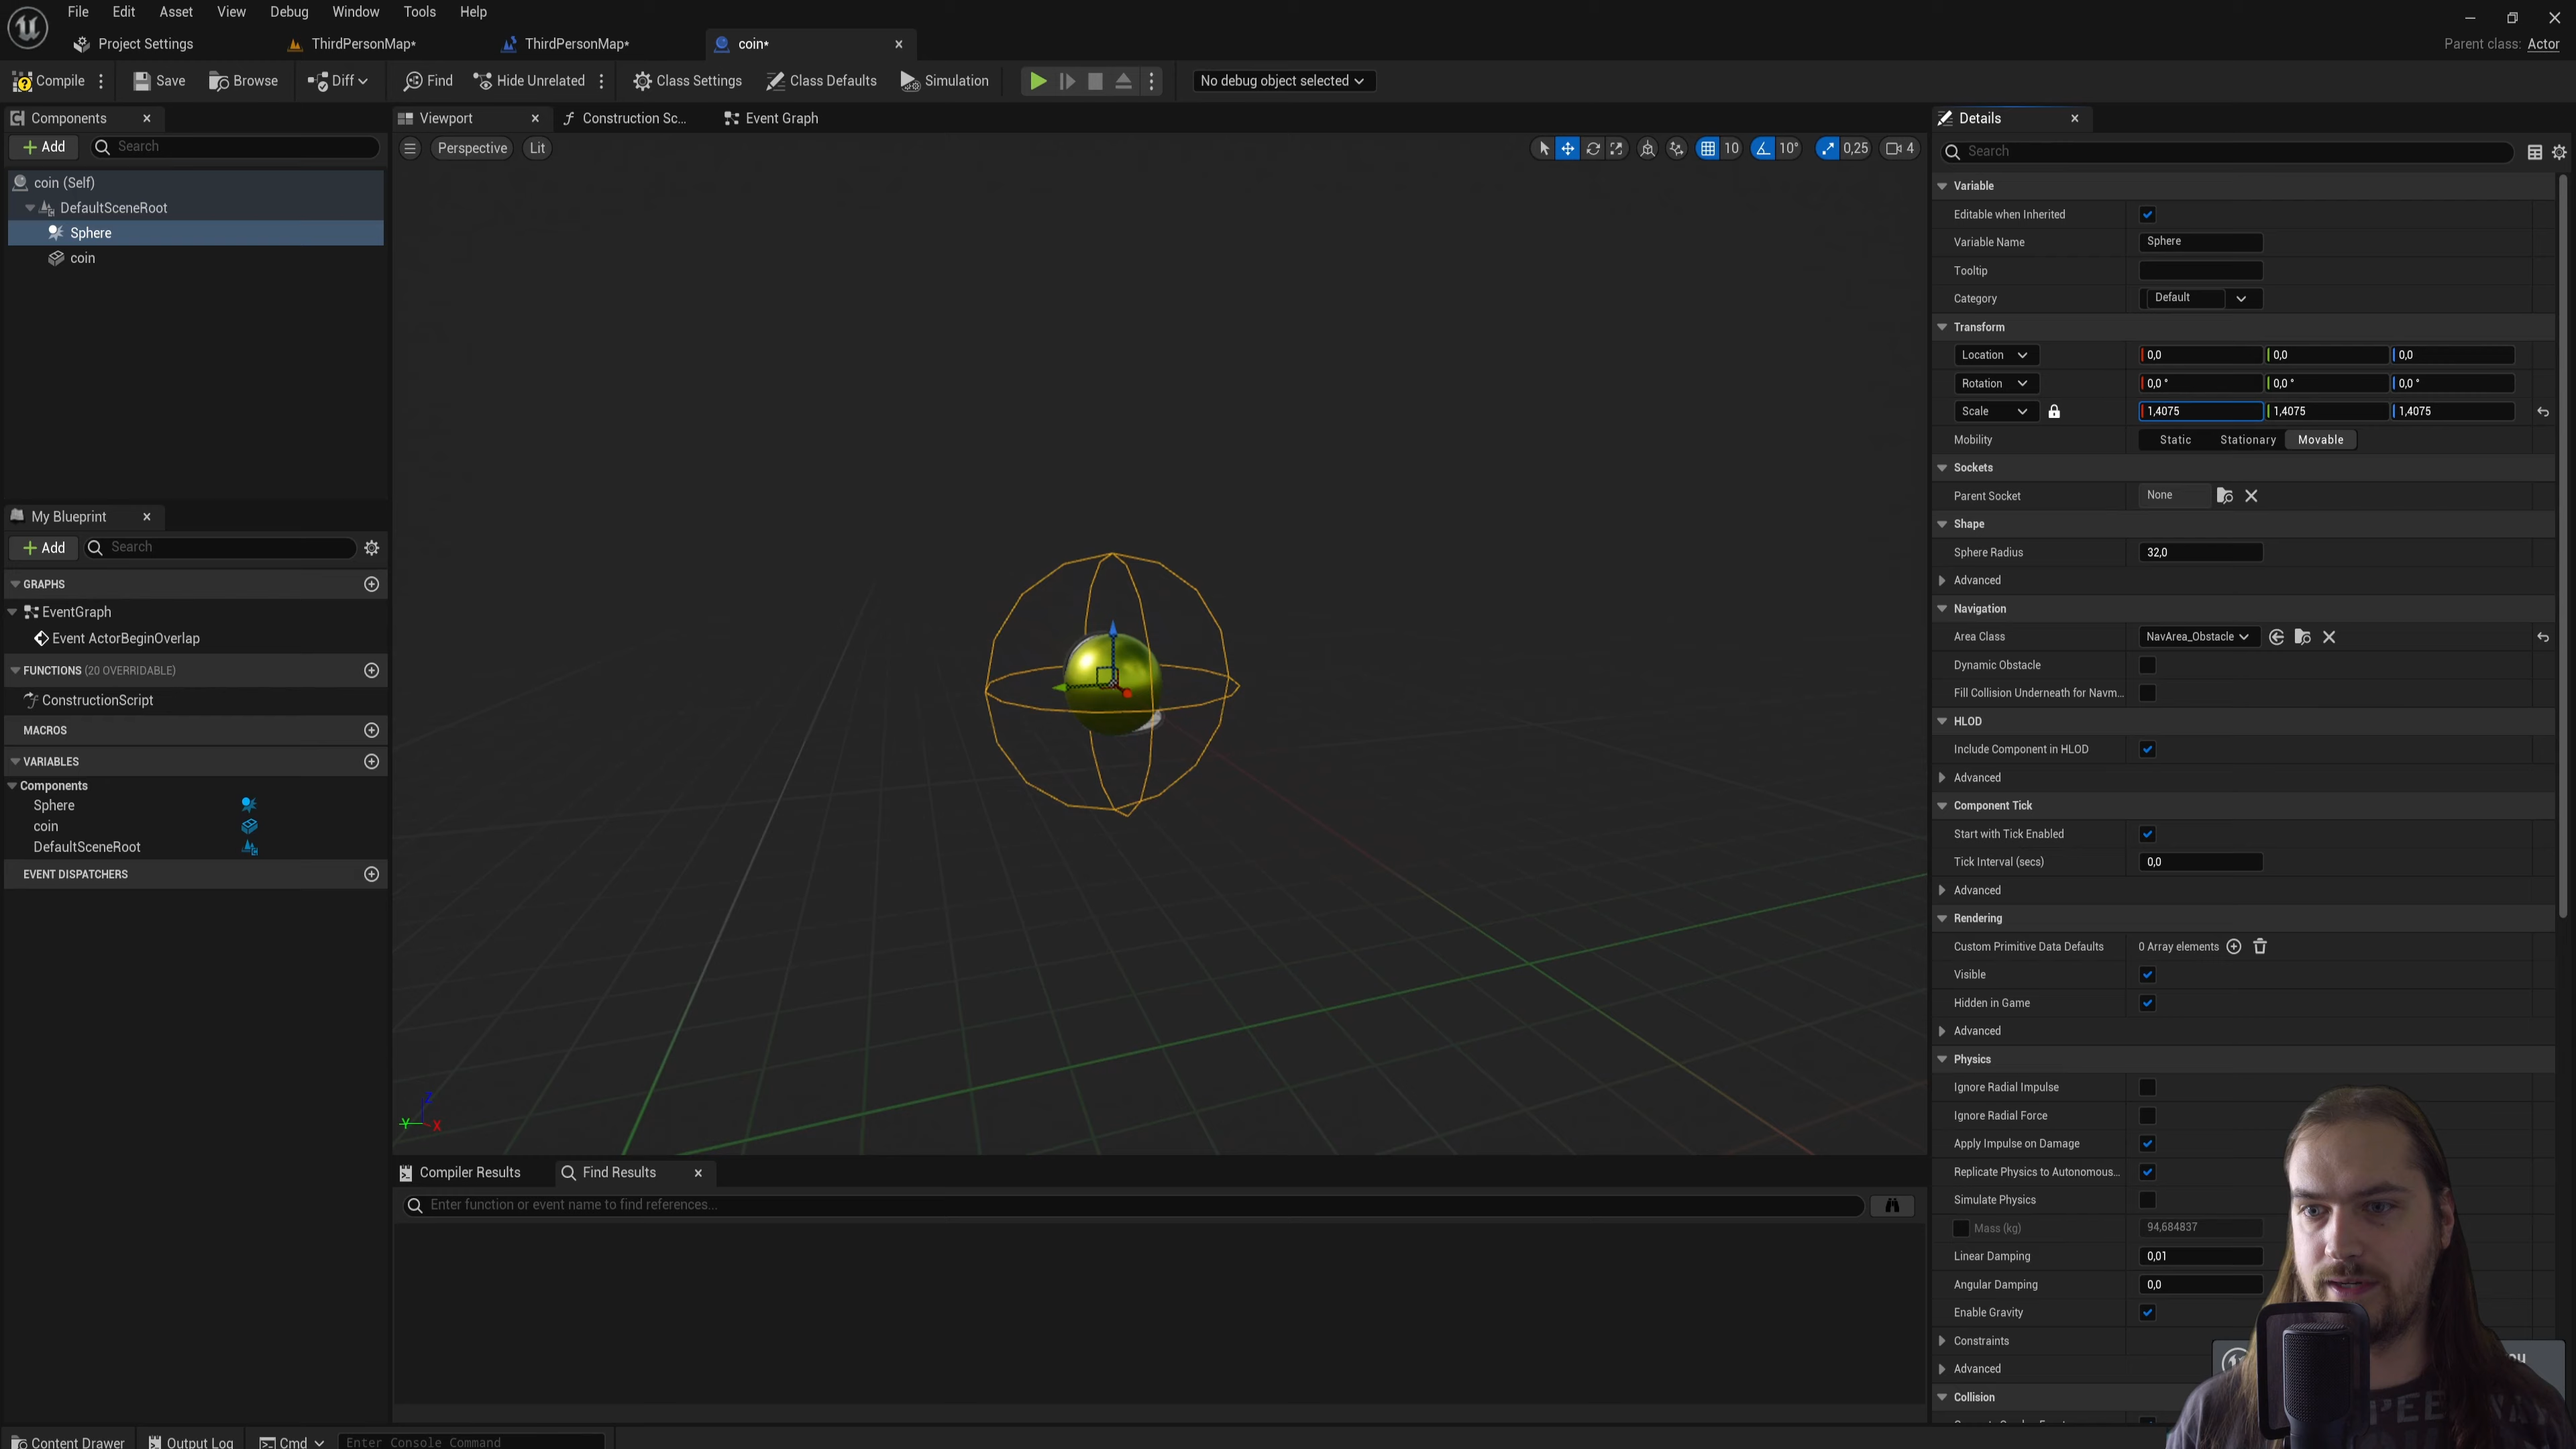 File Edit Asset View Debug Window Tools Help
Project Settings ThirdPersonMap* ThirdPersonMap* coin*
Parent class: Actor
Compile Save Browse Diff Find Hide Unrelated Class Settings Class Defaults Simulation No debug object selected
Components
Add Search
coin (Self)
DefaultSceneRoot
Sphere
coin
My Blueprint
Add Search
GRAPHS
EventGraph
Event ActorBeginOverlap
FUNCTIONS (20 OVERRIDABLE)
ConstructionScript
MACROS
VARIABLES
Components
Sphere
coin
DefaultSceneRoot
EVENT DISPATCHERS
Viewport Construction Sc... Event Graph
Perspective Lit
10 10° 0,25 4
Z
Y X
Compiler Results Find Results
Enter function or event name to find references...
Details
Search
Variable
Editable when Inherited
Variable Name Sphere
Tooltip
Category Default
Transform
Location 0,0 0,0 0,0
Rotation 0,0 ° 0,0 ° 0,0 °
Scale 1,4075 1,4075 1,4075
Mobility Static Stationary Movable
Sockets
Parent Socket None
Shape
Sphere Radius 32,0
Advanced
Navigation
Area Class NavArea_Obstacle
Dynamic Obstacle
Fill Collision Underneath for Navm...
HLOD
Include Component in HLOD
Advanced
Component Tick
Start with Tick Enabled
Tick Interval (secs) 0,0
Advanced
Rendering
Custom Primitive Data Defaults 0 Array elements
Visible
Hidden in Game
Advanced
Physics
Ignore Radial Impulse
Ignore Radial Force
Apply Impulse on Damage
Replicate Physics to Autonomous...
Simulate Physics
Mass (kg) 94,684837
Linear Damping 0,01
Angular Damping 0,0
Enable Gravity
Constraints
Advanced
Collision
Content Drawer Output Log Cmd Enter Console Command